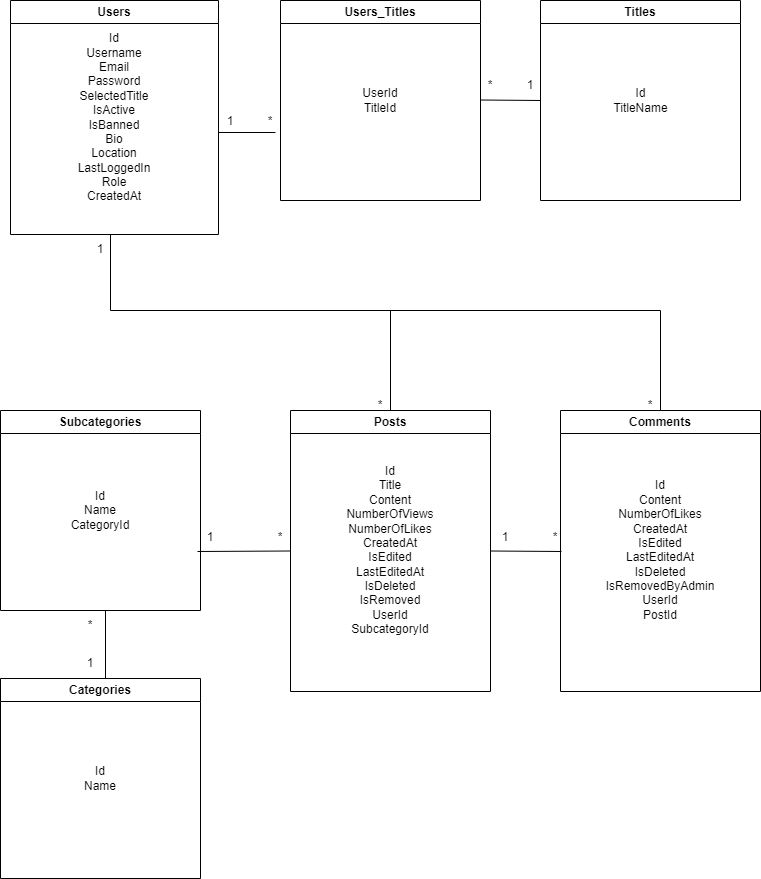 Users
Id
Username
Email
Password
SelectedTitle
IsActive
IsBanned
Bio
Location
LastLoggedIn
Role
CreatedAt
1
*
Users_Titles
UserId
TitleId
*
1
Titles
Id
TitleName
1
*
*
Subcategories
Id
Name
CategoryId
1
*
Posts
Id
Title
Content
NumberOfViews
NumberOfLikes
CreatedAt
IsEdited
LastEditedAt
IsDeleted
IsRemoved
UserId
SubcategoryId
1
*
Comments
Id
Content
NumberOfLikes
CreatedAt
IsEdited
LastEditedAt
IsDeleted
IsRemovedByAdmin
UserId
PostId
*
1
Categories
Id
Name